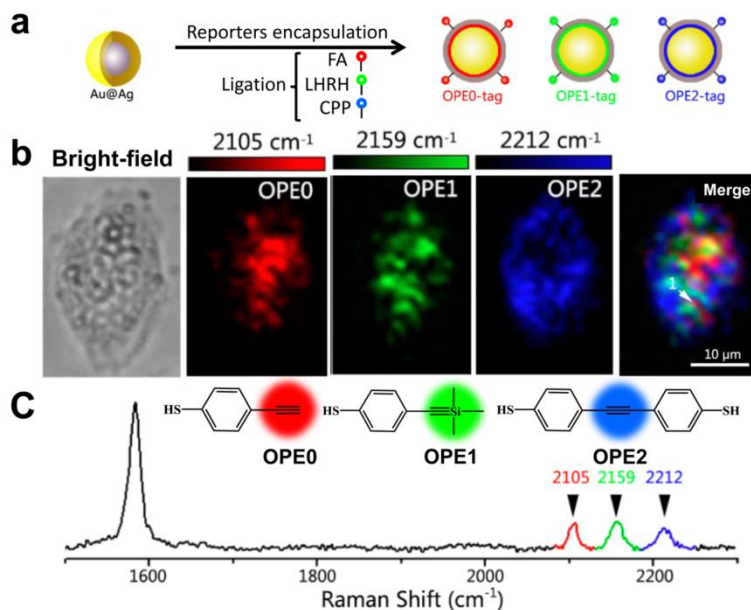 a
Au@Ag
Reporters encapsulation
Ligation
FA
LHRH
CPP
OPE0-tag
OPE1-tag
OPE2-tag
b
Bright-field
2105 cm⁻¹
2159 cm⁻¹
2212 cm⁻¹
OPE0
OPE1
OPE2
Merge
1
10 µm
C
HS
OPE0
HS
Si
OPE1
HS
SH
OPE2
2105
2159
2212
1600
1800
2000
2200
Raman Shift (cm⁻¹)